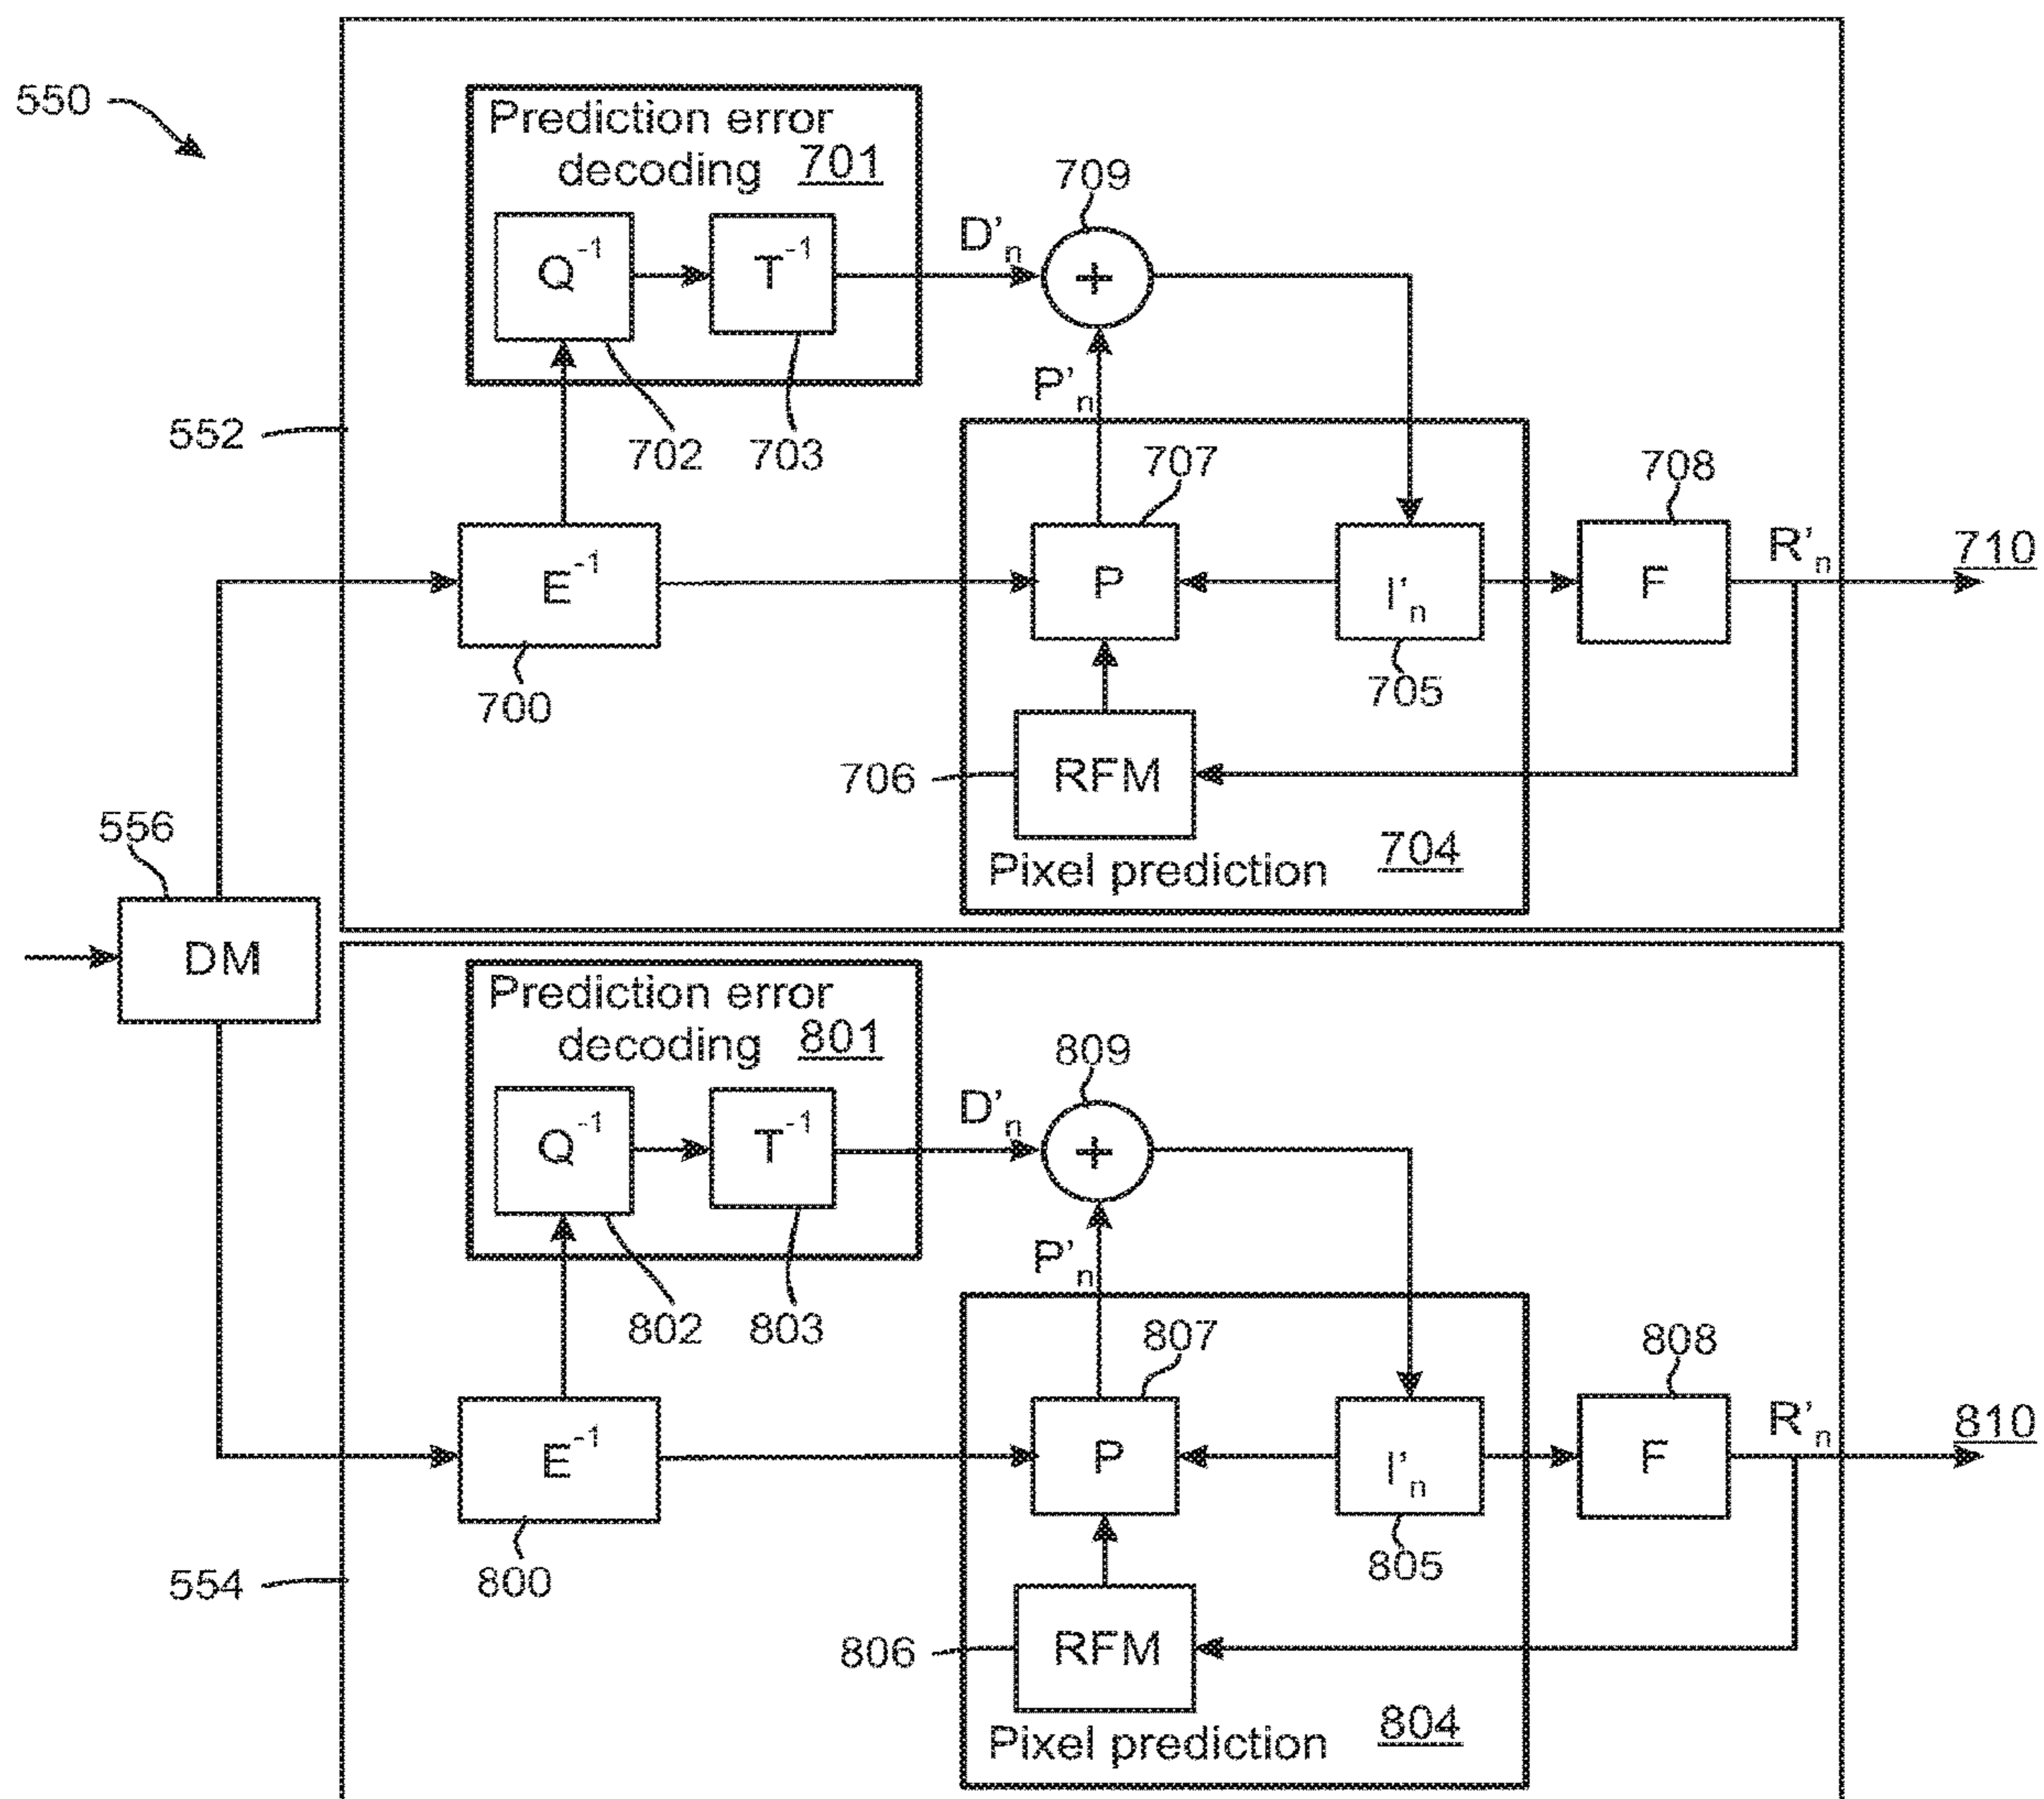 550
Prediction error
decoding 701
709
Q⁻¹
T⁻¹
D'ₙ
+
P'ₙ
552
702
703
707
708
E⁻¹
P
I'ₙ
F
R'ₙ
710
700
705
706
RFM
704
Pixel prediction
556
DM
Prediction error
decoding 801
809
Q⁻¹
T⁻¹
D'ₙ
+
P'ₙ
802
803
807
808
E⁻¹
P
I'ₙ
F
R'ₙ
810
554
800
805
806
RFM
804
Pixel prediction